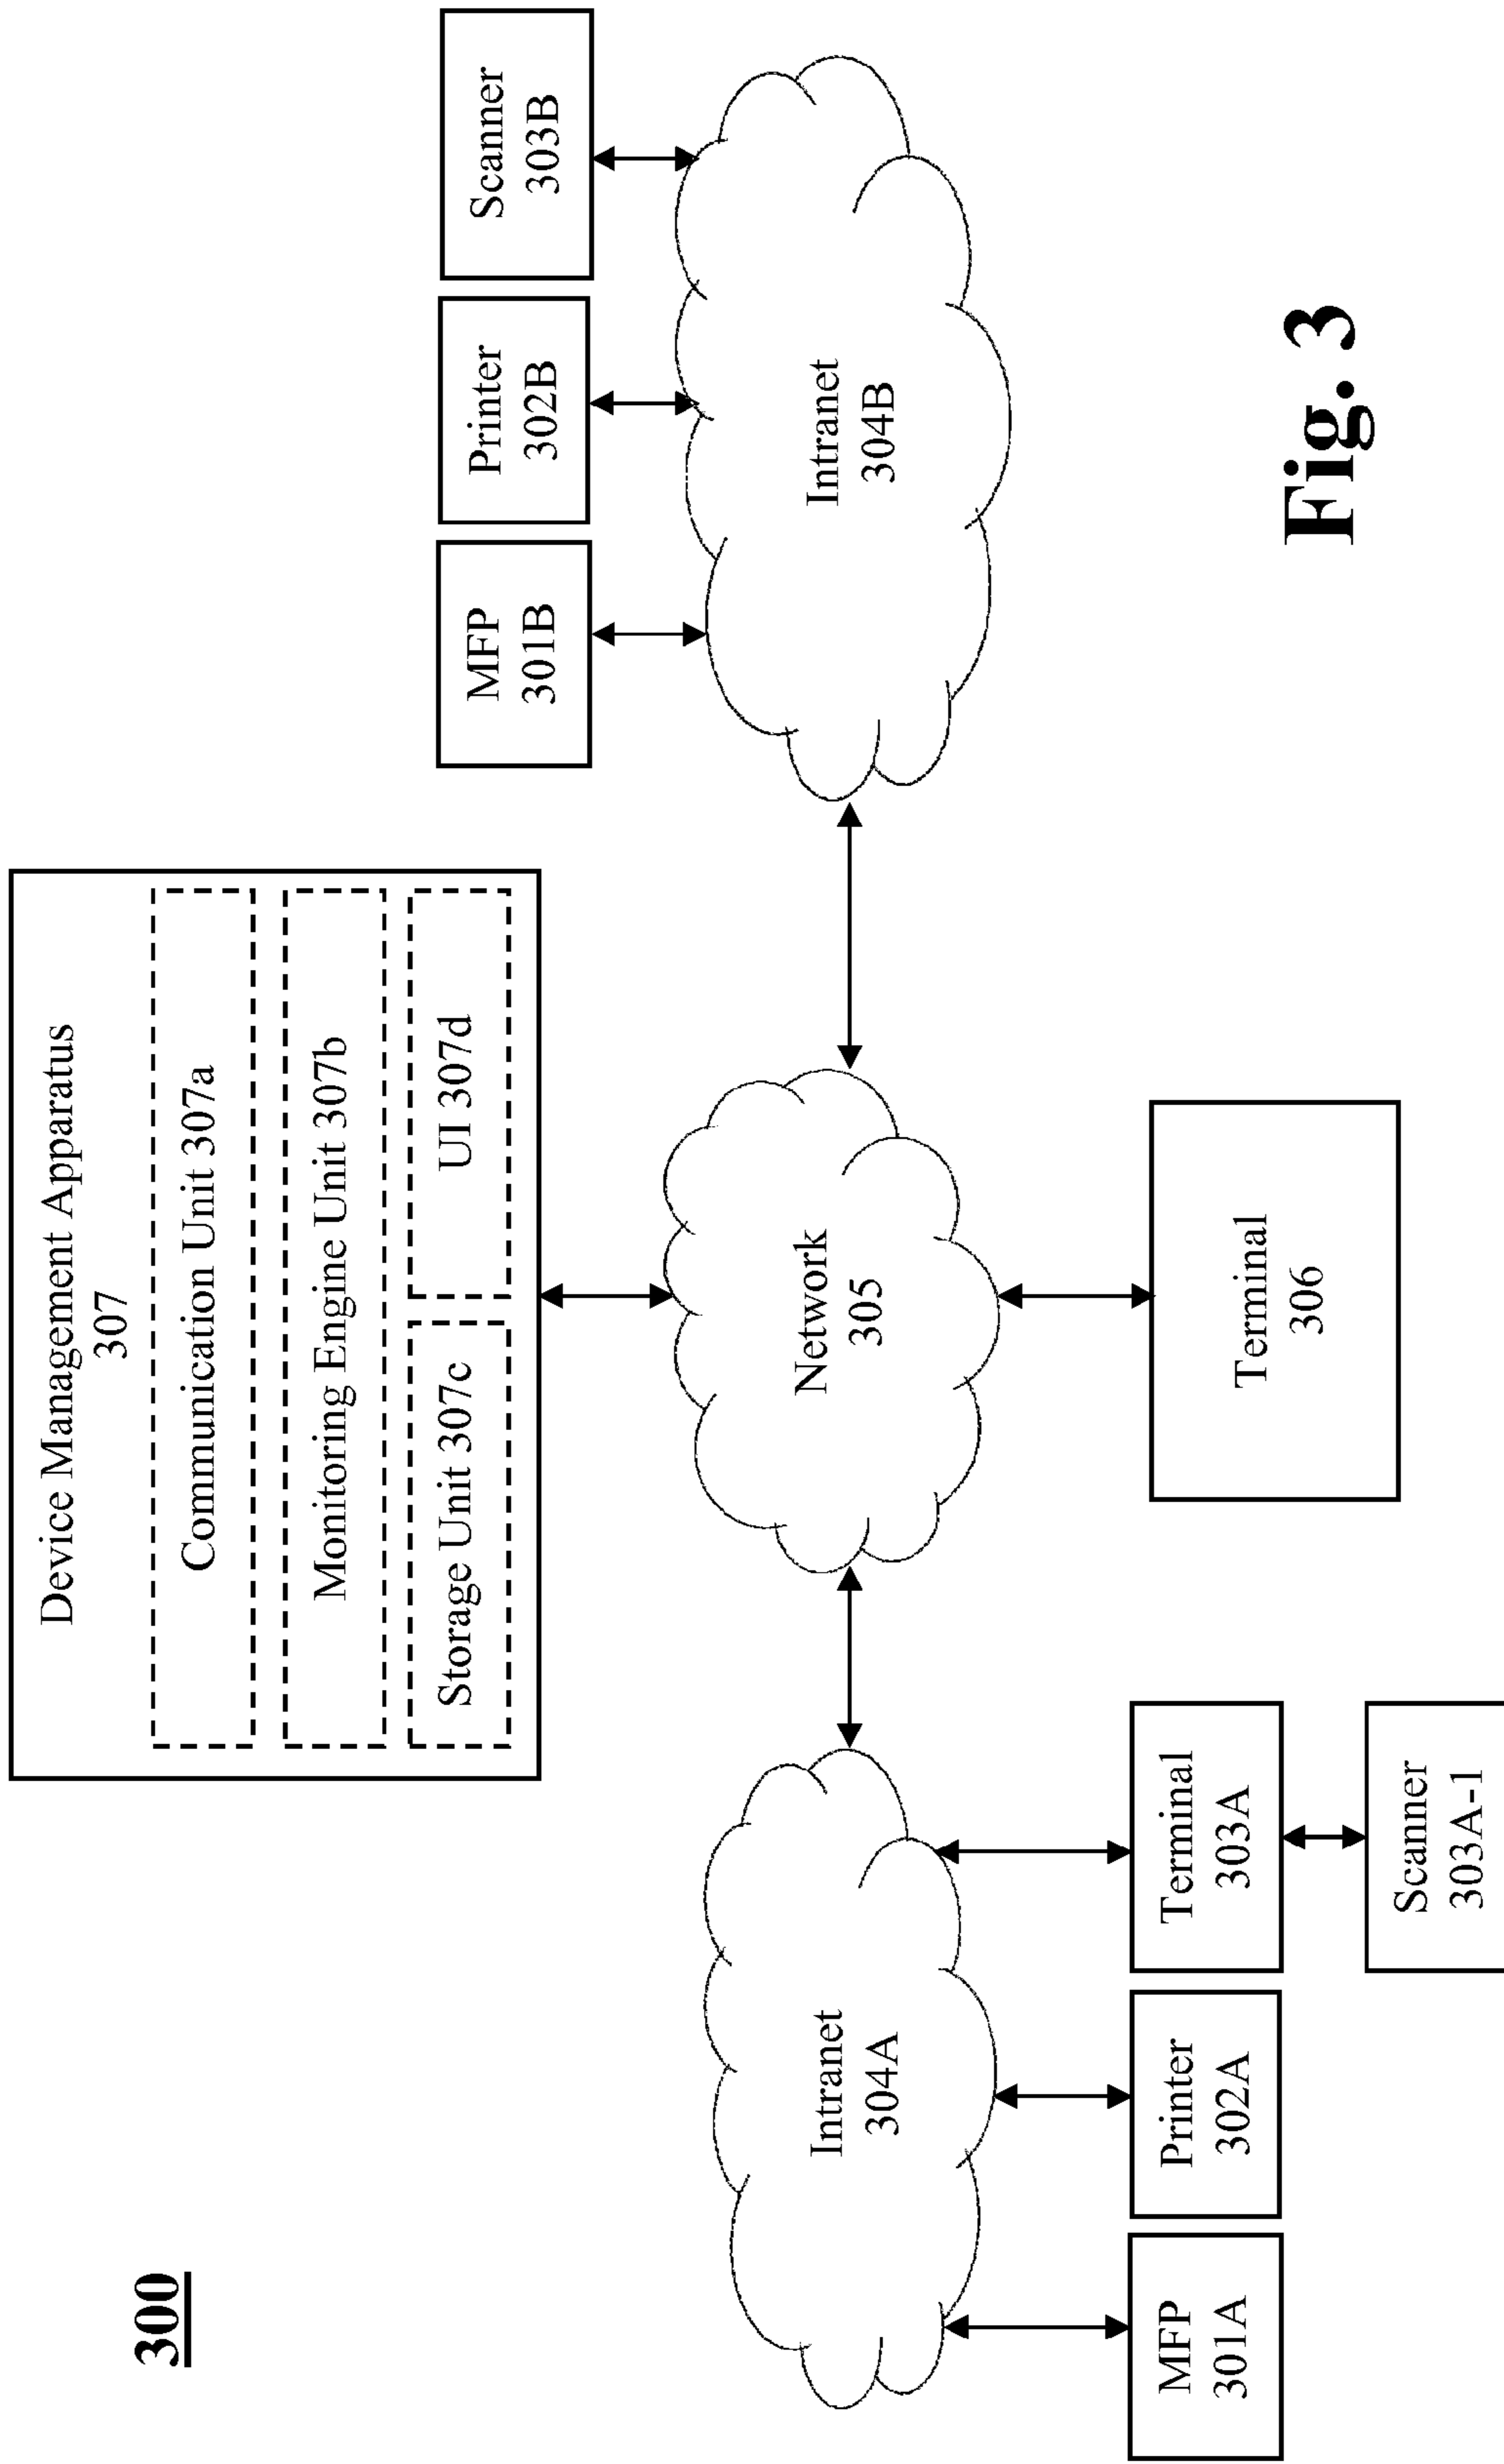 300
Device Management Apparatus
307
Communication Unit 307a
Monitoring Engine Unit 307b
Storage Unit 307c
UI 307d
MFP
301B
Printer
302B
Scanner
303B
Intranet
304A
Network
305
Intranet
304B
MFP
301A
Printer
302A
Terminal
303A
Scanner
303A-1
Terminal
306
Fig. 3